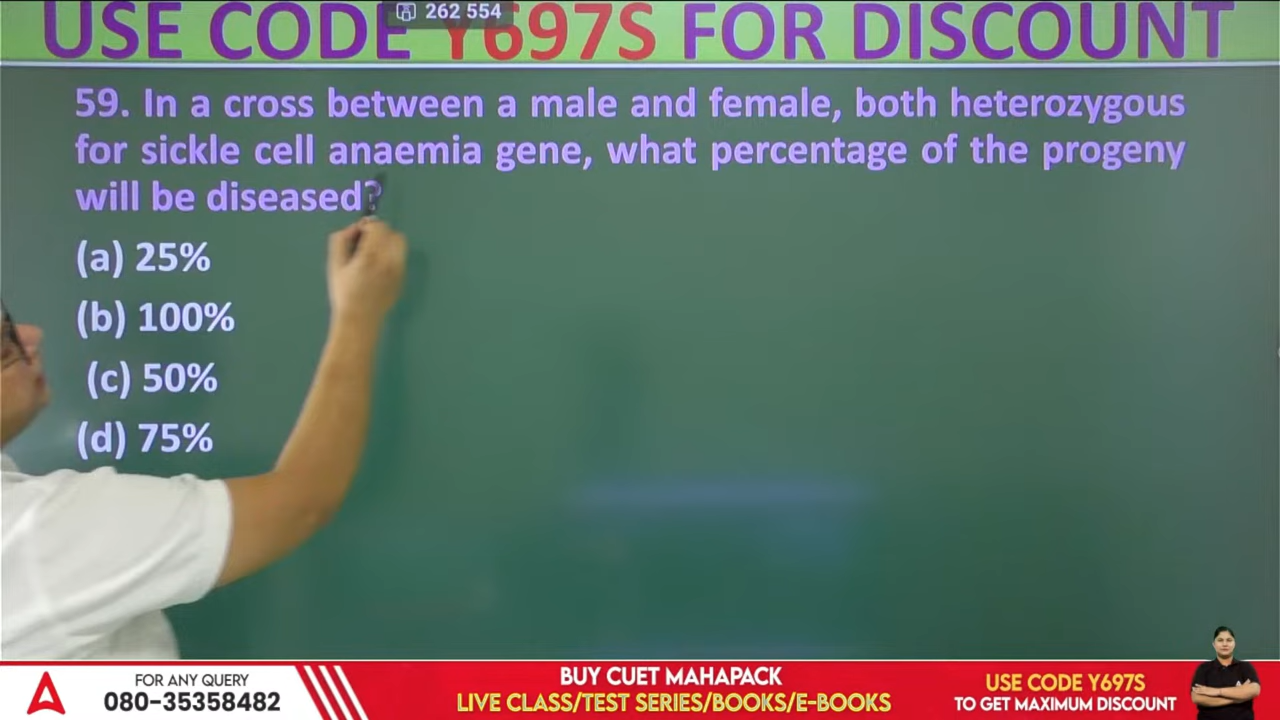 USE CODE Y697S FOR DISCOUNT
262 554
59. In a cross between a male and female, both heterozygous
for sickle cell anaemia gene, what percentage of the progeny
will be diseased?
(a) 25%
(b) 100%
(c) 50%
(d) 75%
FOR ANY QUERY
080-35358482
BUY CUET MAHAPACK
LIVE CLASS/TEST SERIES/BOOKS/E-BOOKS
USE CODE Y697S
TO GET MAXIMUM DISCOUNT